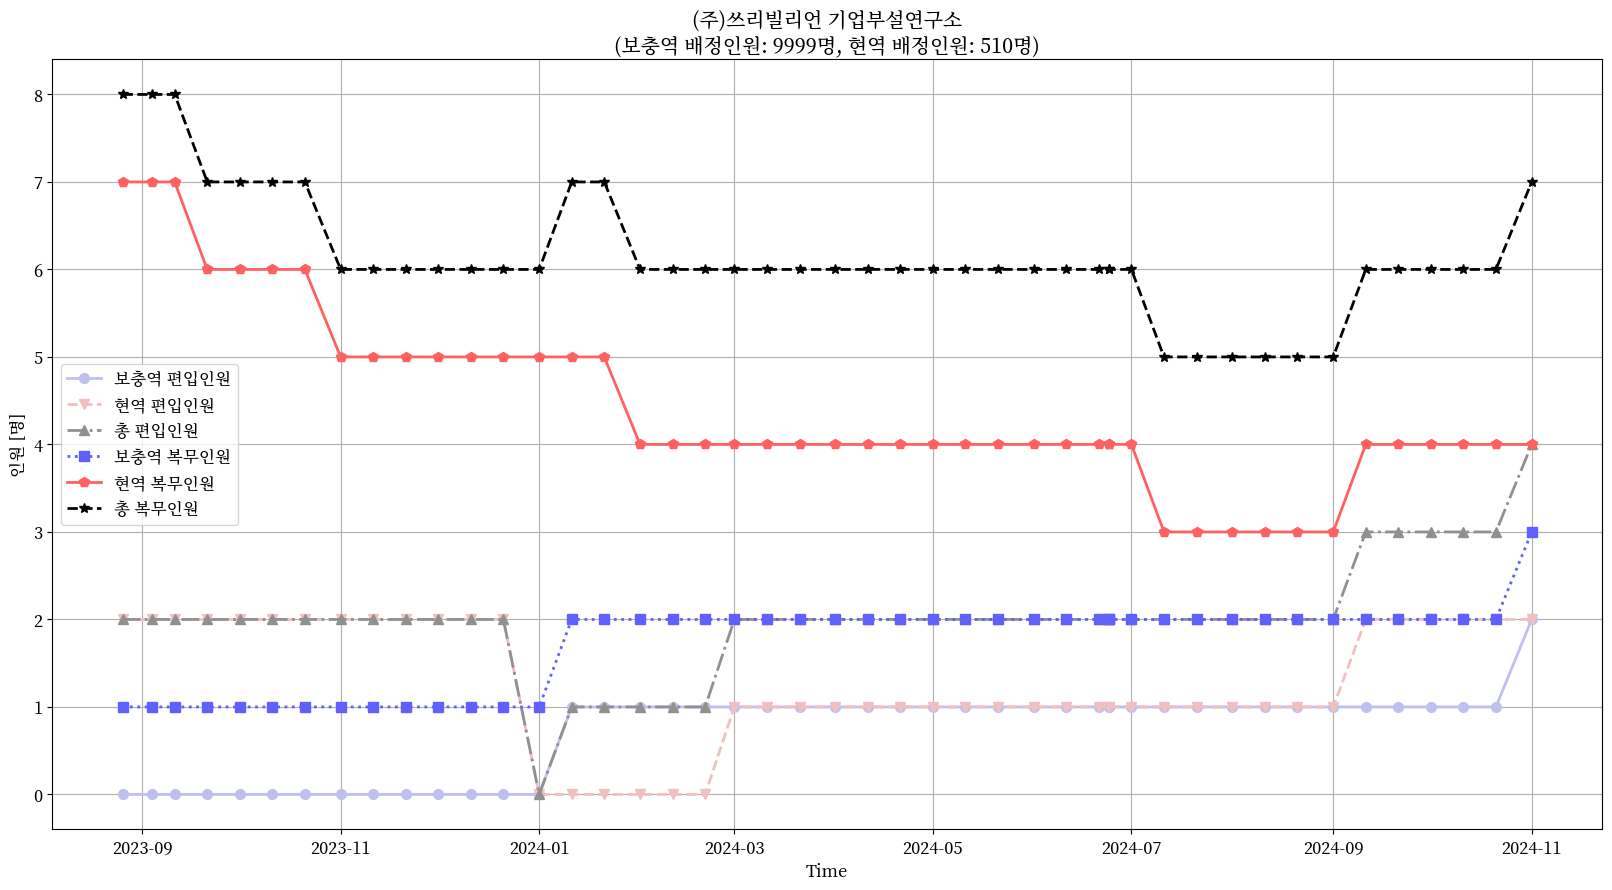 (주)쓰리빌리언 기업부설연구소
(보충역 배정인원: 9999명, 현역 배정인원: 510명)
인원 [명]
8
7
6
5
4
3
2
1
0
보충역 편입인원
현역 편입인원
총 편입인원
보충역 복무인원
현역 복무인원
총 복무인원
2023-09 2023-11 2024-01 2024-03 2024-05 2024-07 2024-09 2024-11
Time